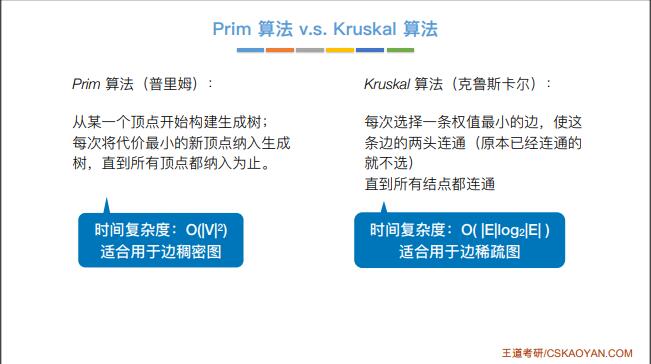 Prim 算法 v.s. Kruskal 算法
Prim 算法（普里姆）：
从某一个顶点开始构建生成树；
每次将代价最小的新顶点纳入生成
树，直到所有顶点都纳入为止。
时间复杂度：O(|V|²)
适合用于边稠密图
Kruskal 算法（克鲁斯卡尔）：
每次选择一条权值最小的边，使这
条边的两头连通（原本已经连通的
就不选）
直到所有结点都连通
时间复杂度：O( |E|log₂|E| )
适合用于边稀疏图
王道考研/CSKAOYAN.COM